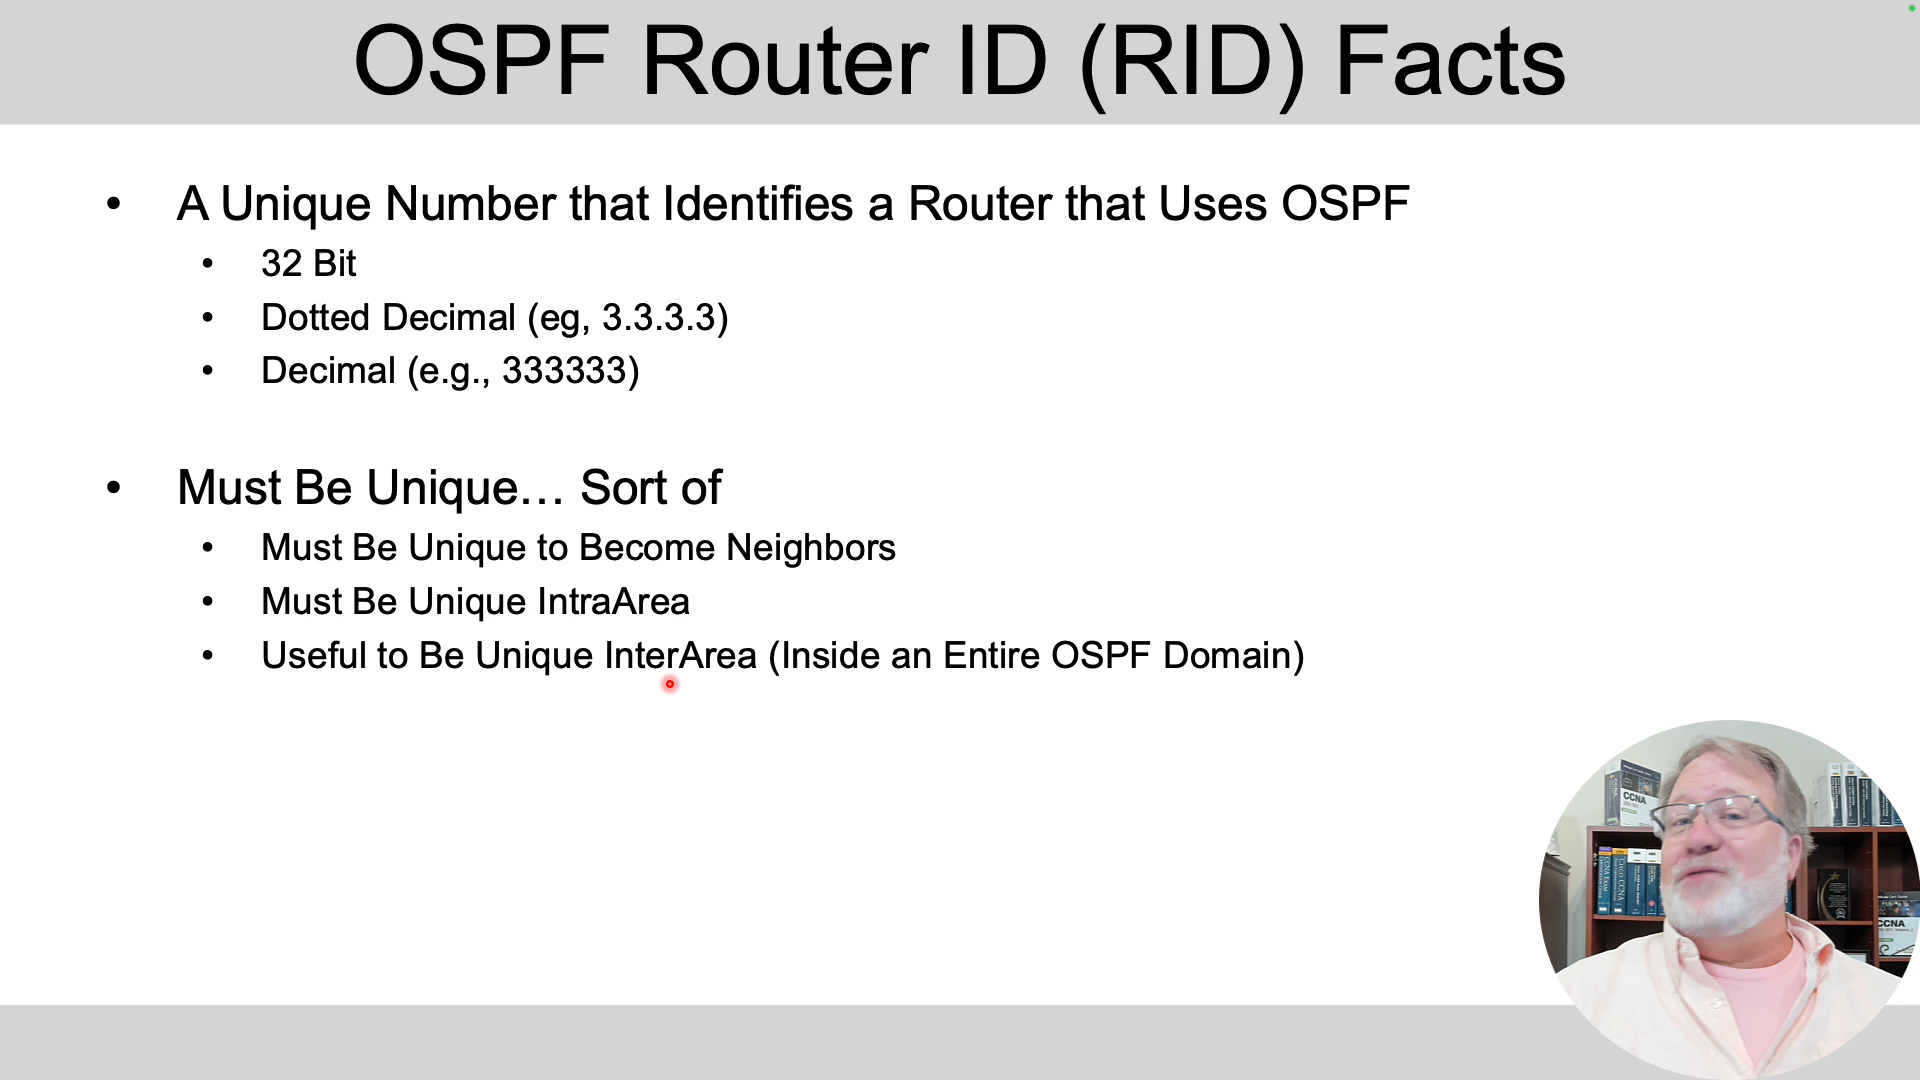 OSPF Router ID (RID) Facts
• A Unique Number that Identifies a Router that Uses OSPF
• 32 Bit
• Dotted Decimal (eg, 3.3.3.3)
• Decimal (e.g., 333333)
• Must Be Unique… Sort of
• Must Be Unique to Become Neighbors
• Must Be Unique IntraArea
• Useful to Be Unique InterArea (Inside an Entire OSPF Domain)
CCNA
CCNA